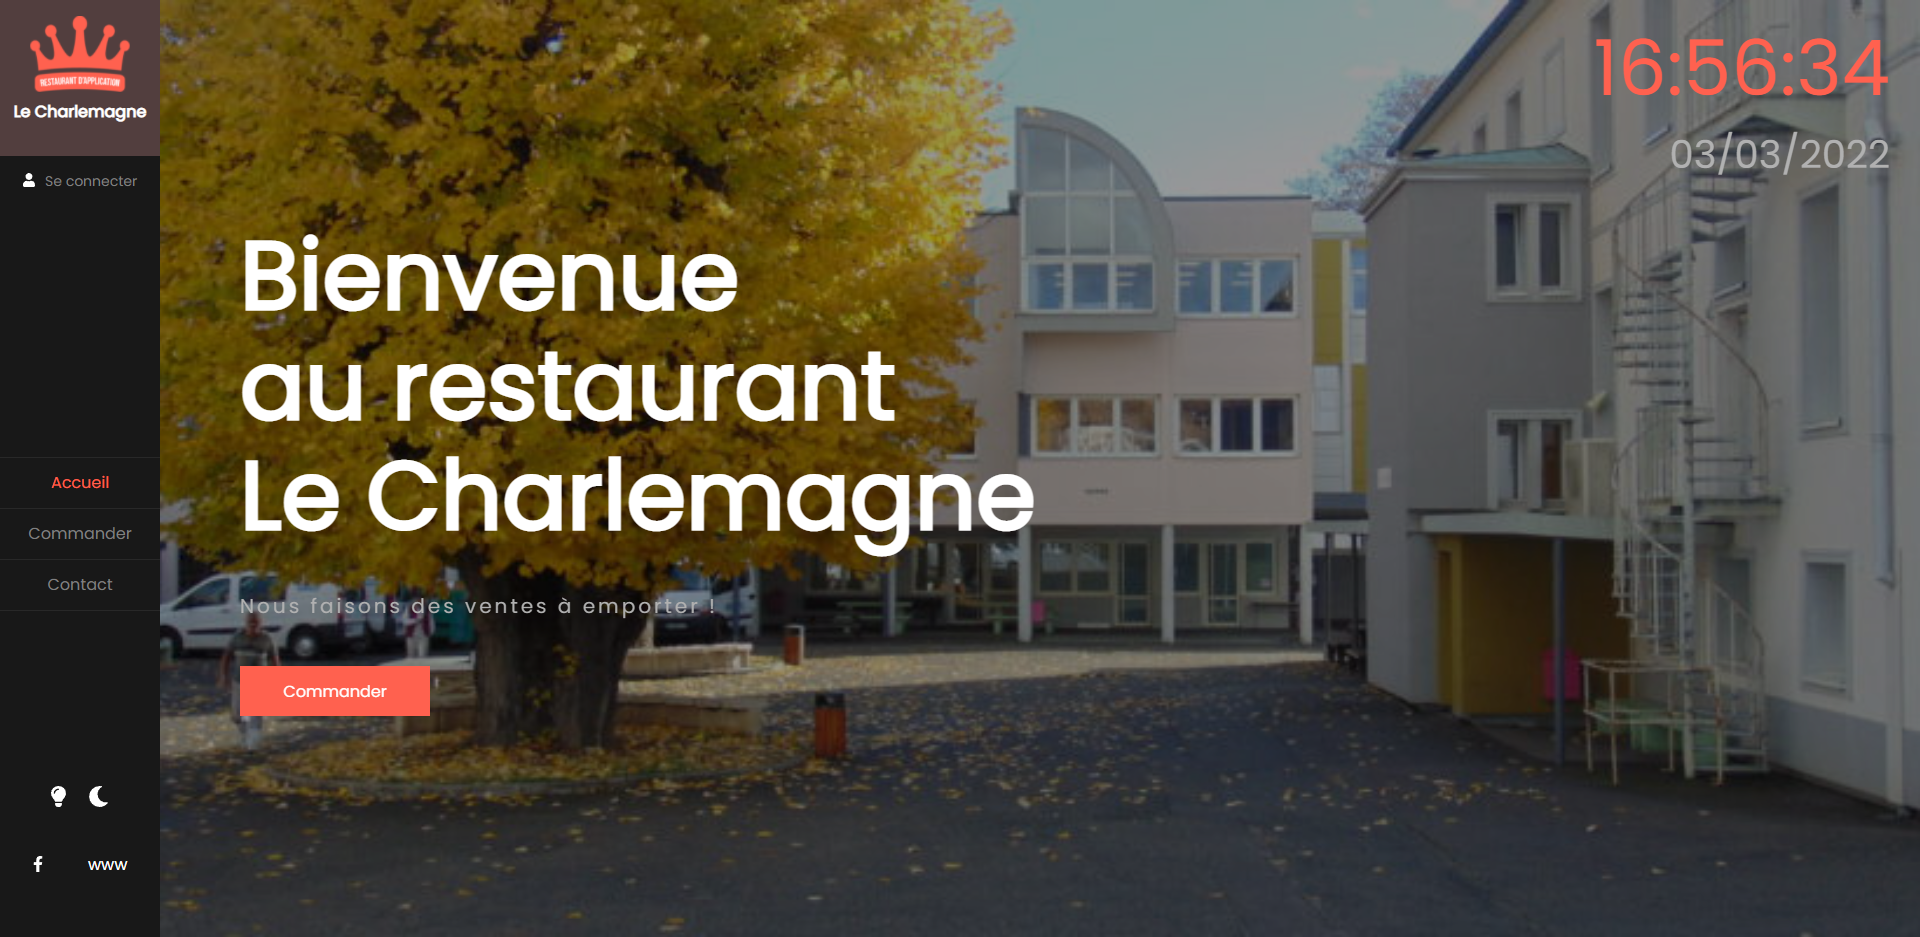 RESTAURANT D'APPLICATION
Le Charlemagne
Se connecter
Accueil
Commander
Contact
www
16:56:34
03/03/2022
Bienvenue
au restaurant
Le Charlemagne
Nous faisons des ventes à emporter !
Commander